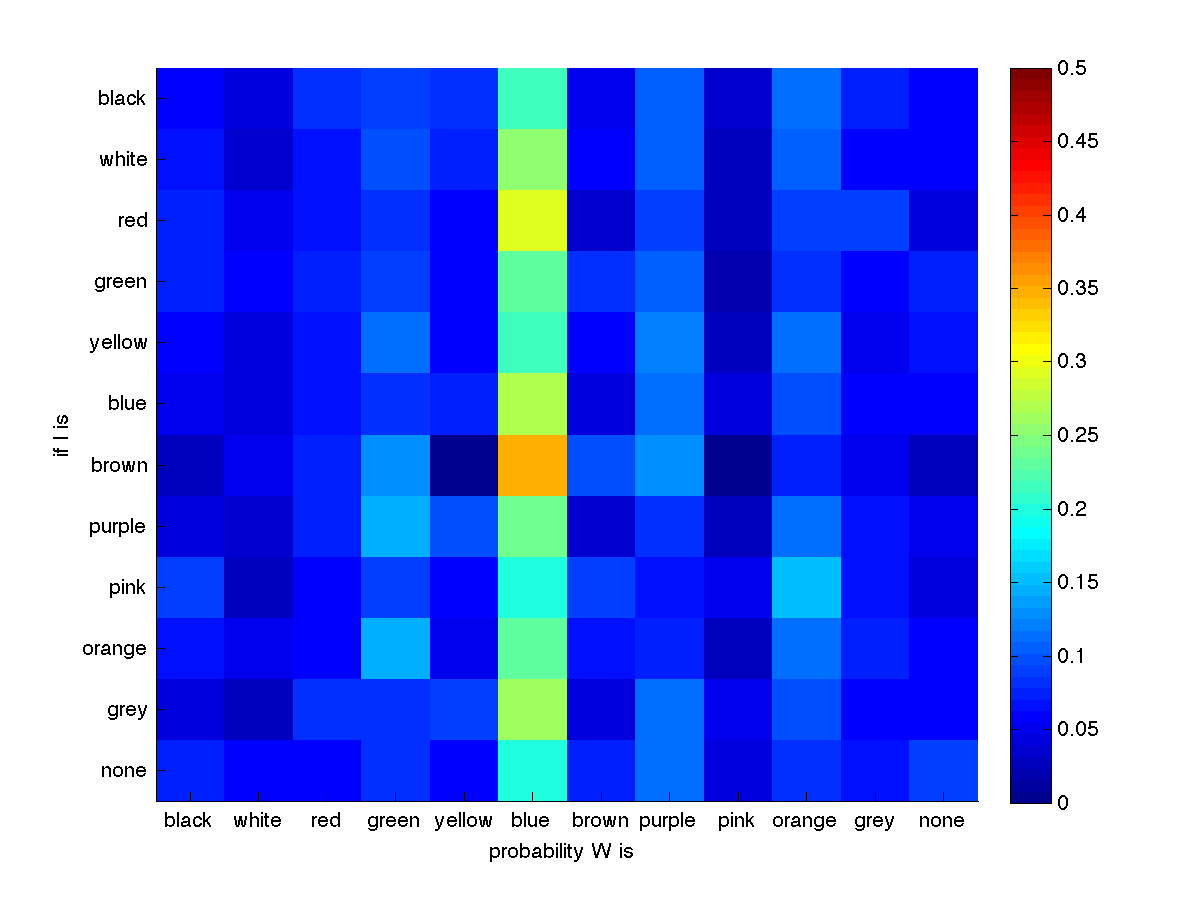 black
white
red
green
yellow
blue
brown
purple
pink
orange
grey
none
if I is
black white red green yellow blue brown purple pink orange grey none
probability W is
0.5
0.45
0.4
0.35
0.3
0.25
0.2
0.15
0.1
0.05
0